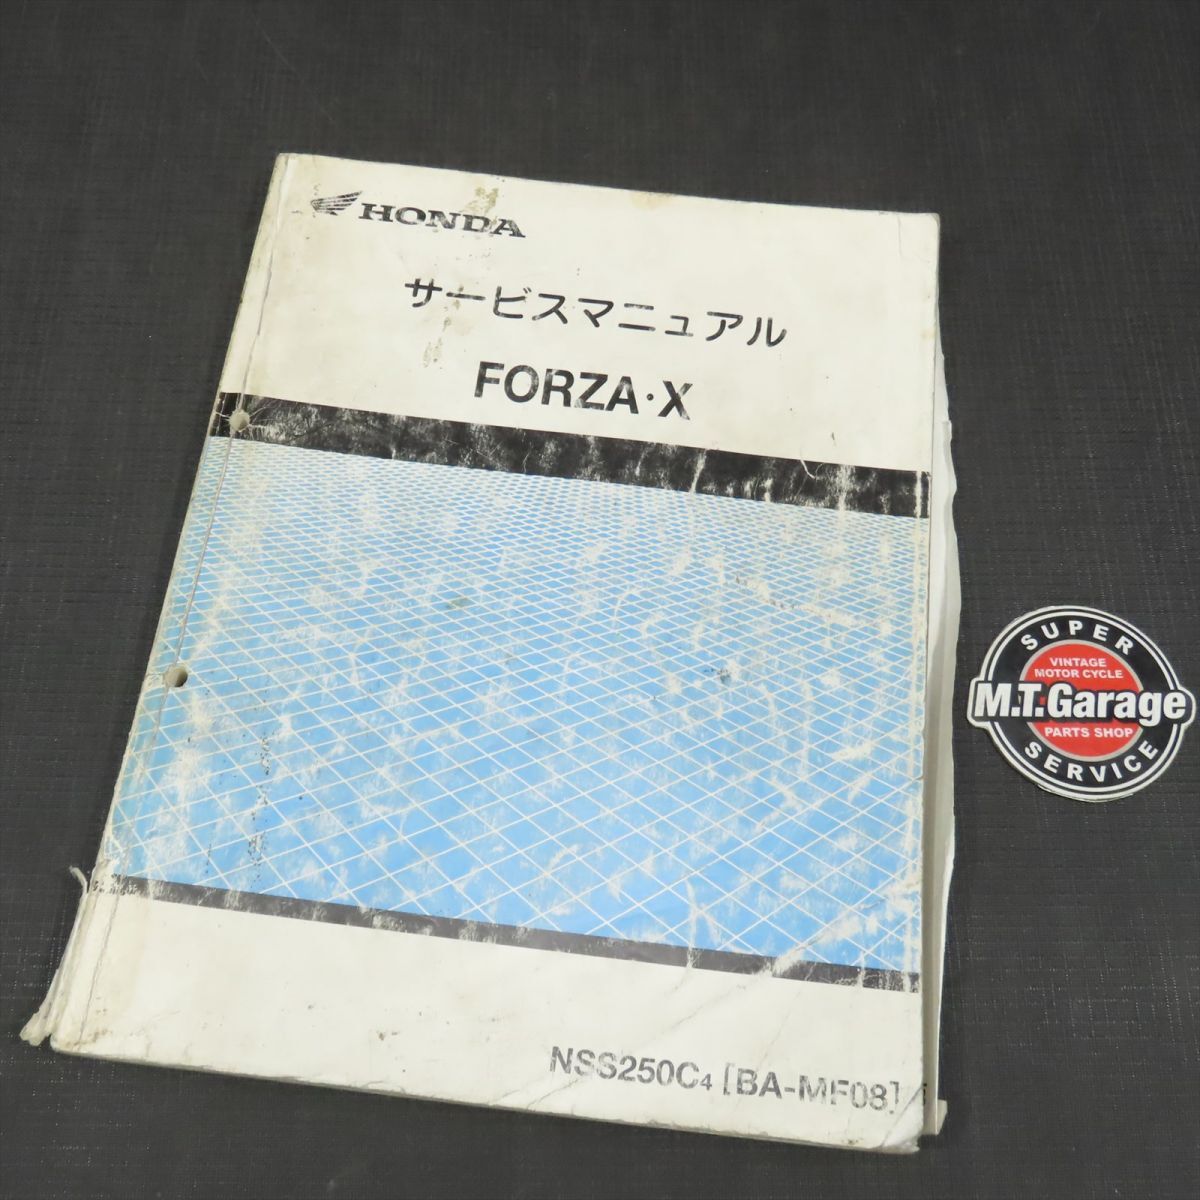 HONDA
サービスマニュアル
FORZA・X
NSS250C4 [BA-MF08]
SUPER
VINTAGE
MOTOR CYCLE
M.T.Garage
PARTS SHOP
SERVICE